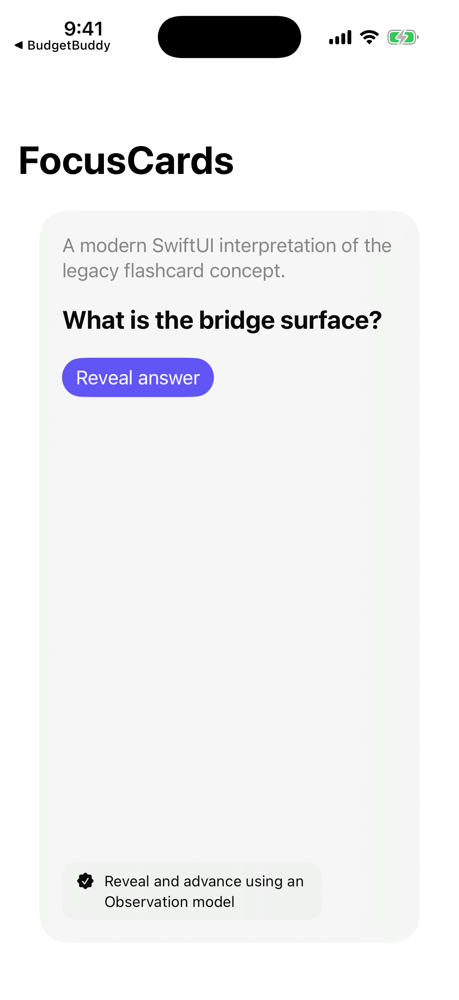 9:41
◀ BudgetBuddy
FocusCards
A modern SwiftUI interpretation of the
legacy flashcard concept.
What is the bridge surface?
Reveal answer
Reveal and advance using an
Observation model